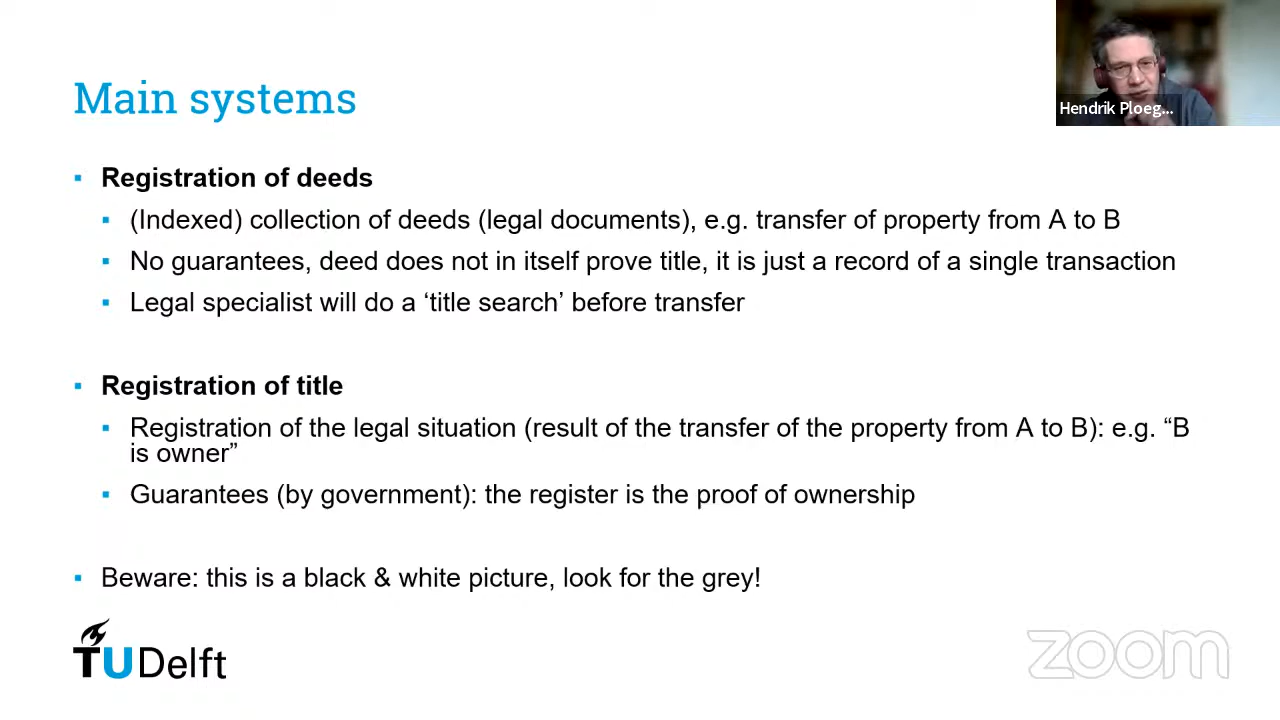 Hendrik Ploeg...
Main systems
▪ Registration of deeds
▪ (Indexed) collection of deeds (legal documents), e.g. transfer of property from A to B
▪ No guarantees, deed does not in itself prove title, it is just a record of a single transaction
▪ Legal specialist will do a ‘title search’ before transfer
▪ Registration of title
▪ Registration of the legal situation (result of the transfer of the property from A to B): e.g. “B
is owner”
▪ Guarantees (by government): the register is the proof of ownership
▪ Beware: this is a black & white picture, look for the grey!
TUDelft
zoom